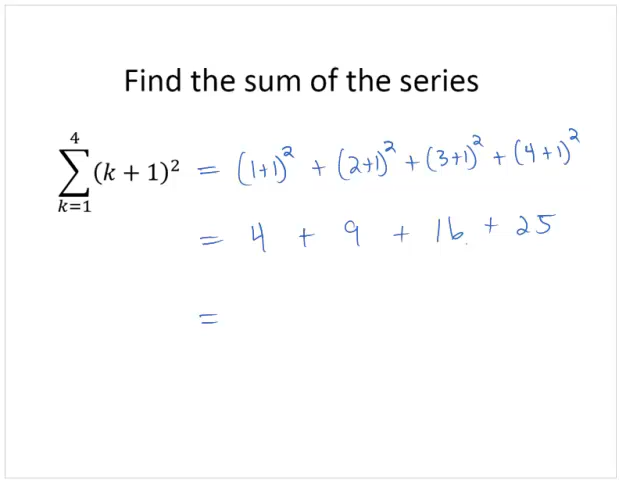 Find the sum of the series
4
∑ (k + 1)² = (1+1)² + (2+1)² + (3+1)² + (4+1)²
k=1
= 4 + 9 + 16 + 25
=